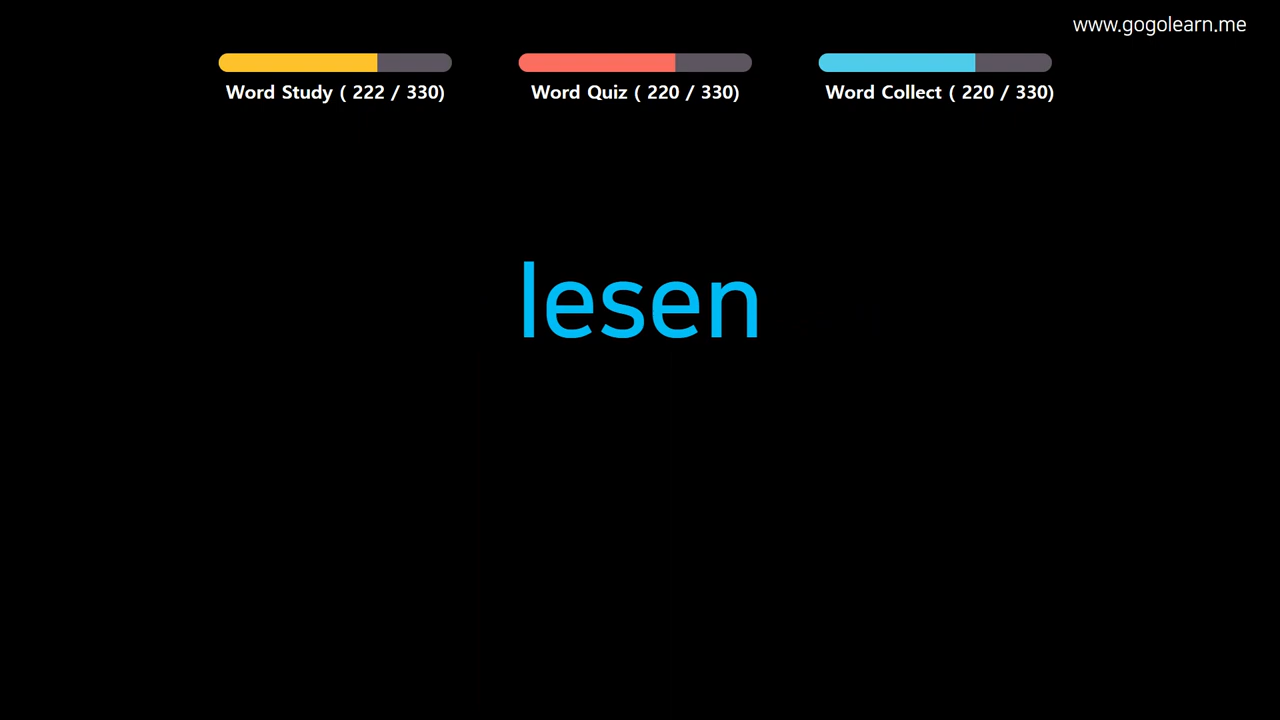 www.gogolearn.me
Word Study ( 222 / 330)
Word Quiz ( 220 / 330)
Word Collect ( 220 / 330)
lesen